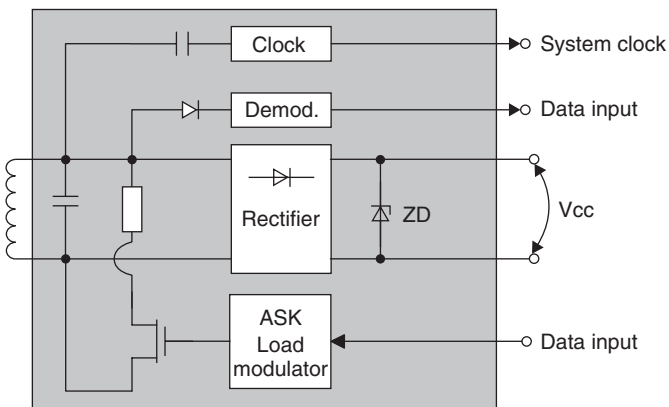 Clock
System clock
Demod.
Data input
Rectifier
ZD
Vcc
ASK
Load
modulator
Data input